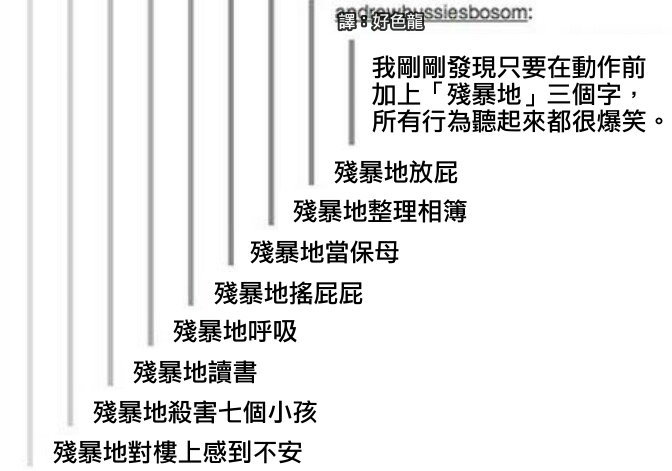 andrewhussiesbosom:
譯：好色龍
我剛剛發現只要在動作前
加上「殘暴地」三個字，
所有行為聽起來都很爆笑。
殘暴地放屁
殘暴地整理相簿
殘暴地當保母
殘暴地搖屁屁
殘暴地呼吸
殘暴地讀書
殘暴地殺害七個小孩
殘暴地對樓上感到不安